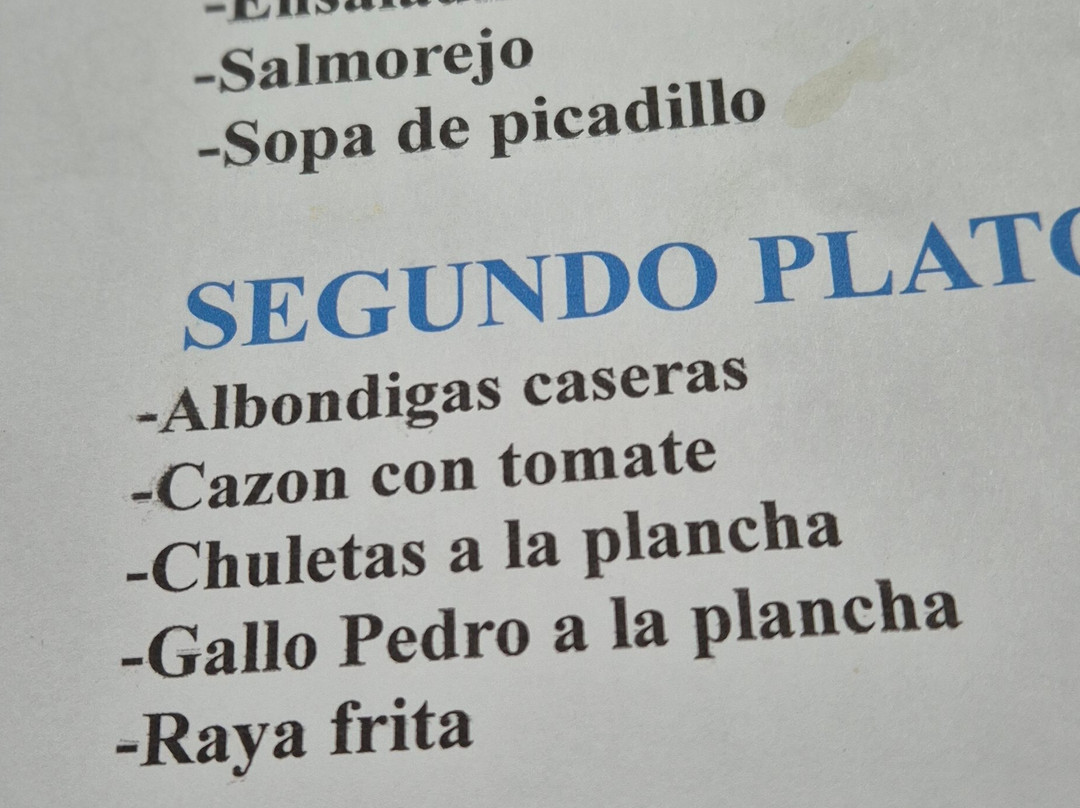 -Salmorejo
-Sopa de picadillo
SEGUNDO PLATO
-Albondigas caseras
-Cazon con tomate
-Chuletas a la plancha
-Gallo Pedro a la plancha
-Raya frita